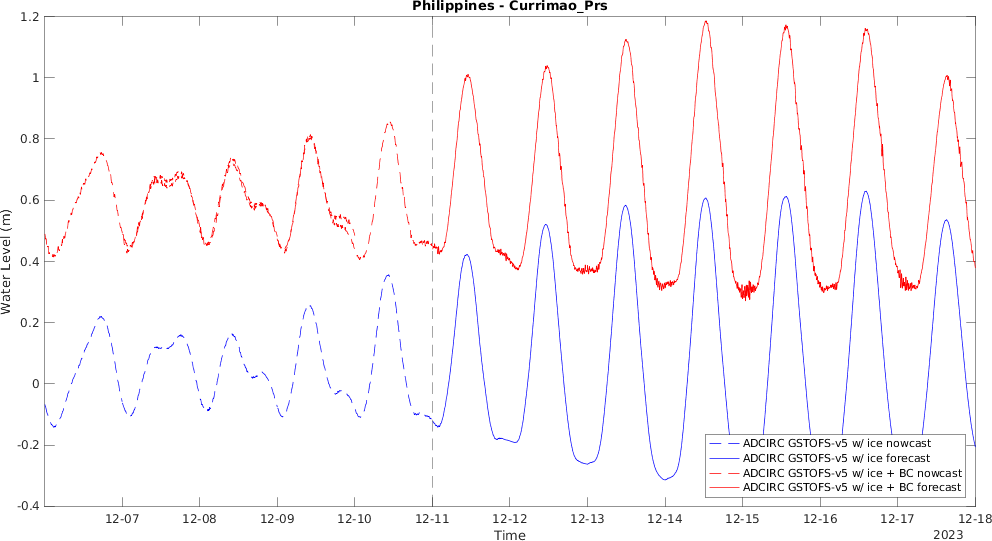 Philippines - Currimao_Prs
Water Level (m)
1.2
1
0.8
0.6
0.4
0.2
0
-0.2
-0.4
ADCIRC GSTOFS-v5 w/ ice nowcast
ADCIRC GSTOFS-v5 w/ ice forecast
ADCIRC GSTOFS-v5 w/ ice + BC nowcast
ADCIRC GSTOFS-v5 w/ ice + BC forecast
12-07 12-08 12-09 12-10 12-11 12-12 12-13 12-14 12-15 12-16 12-17 12-18
Time
2023